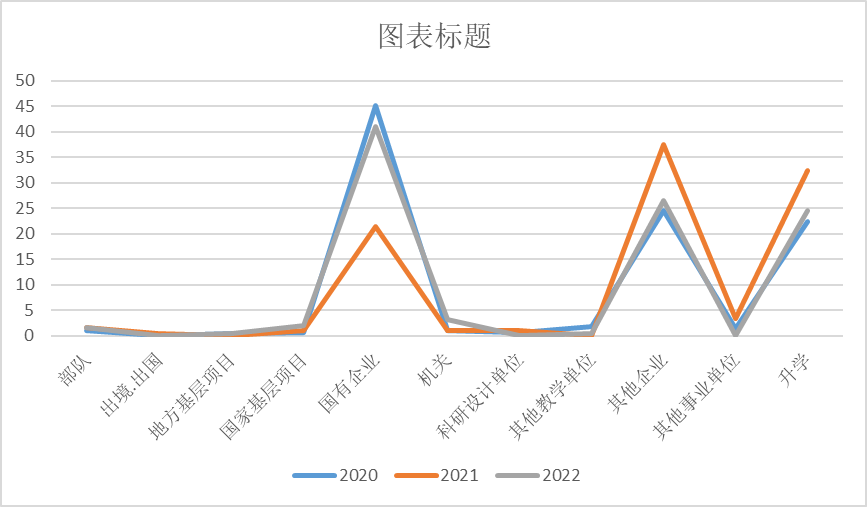 图表标题
50
45
40
35
30
25
20
15
10
5
0
部队
出境.出国
地方基层项目
国家基层项目
国有企业
机关
科研设计单位
其他教学单位
其他企业
其他事业单位
升学
2020 2021 2022